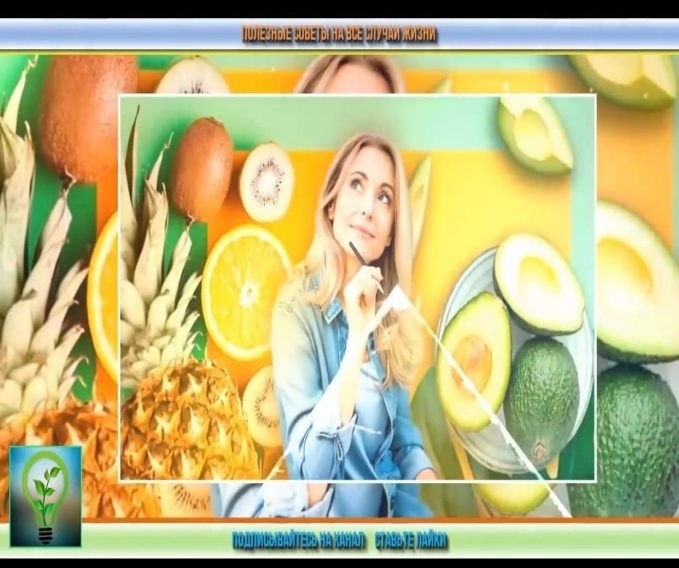 ПОЛЕЗНЫЕ СОВЕТЫ НА ВСЕ СЛУЧАИ ЖИЗНИ
ПОДПИСЫВАЙТЕСЬ НА КАНАЛ СТАВЬТЕ ЛАЙКИ